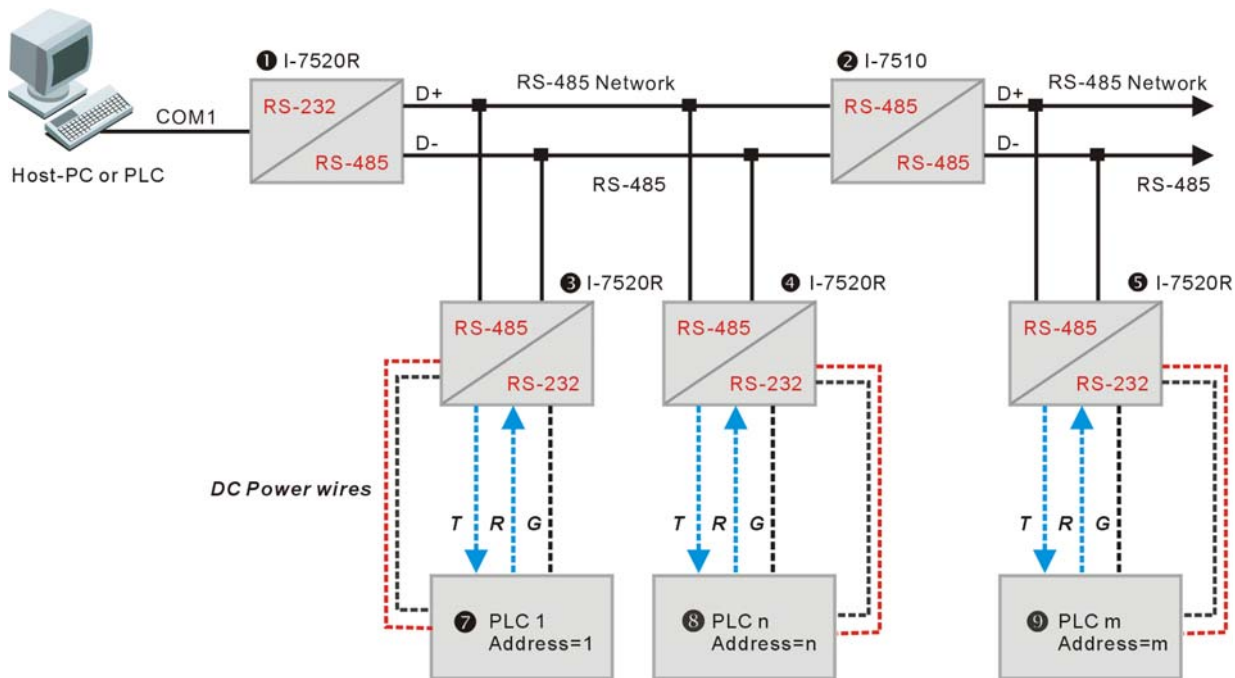 ❶ I-7520R
❷ I-7510
RS-232
RS-485
D+
D-
RS-485 Network
RS-485
RS-485
RS-485
D+
D-
RS-485 Network
RS-485
COM1
Host-PC or PLC
❸ I-7520R
❹ I-7520R
❺ I-7520R
RS-485
RS-232
RS-485
RS-232
RS-485
RS-232
DC Power wires
T R G
T R G
T R G
❼ PLC 1
Address=1
❽ PLC n
Address=n
❾ PLC m
Address=m